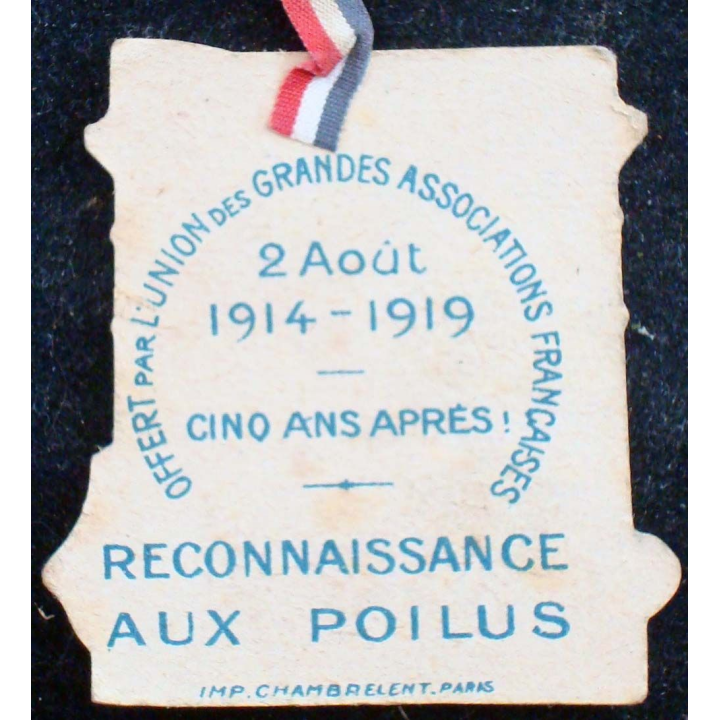 OFFERT PAR L'UNION DES GRANDES ASSOCIATIONS FRANÇAISES
2 Août
1914 - 1919
CINQ ANS APRÈS !
RECONNAISSANCE
AUX POILUS
IMP. CHAMBRELENT. PARIS